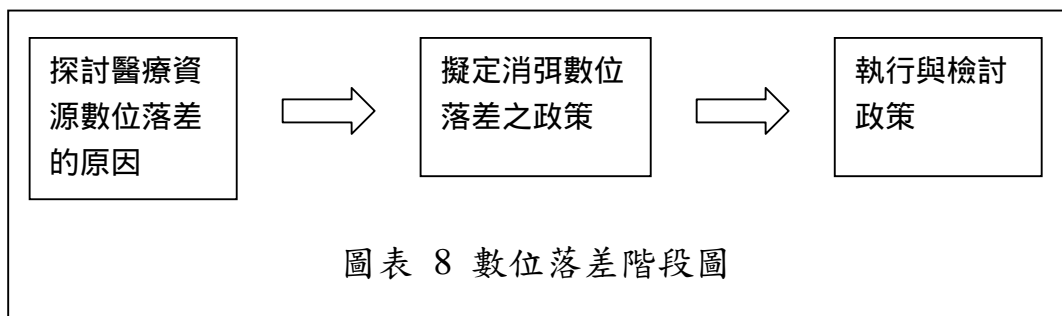 探討醫療資
源數位落差
的原因
擬定消弭數位
落差之政策
執行與檢討
政策
圖表 8 數位落差階段圖